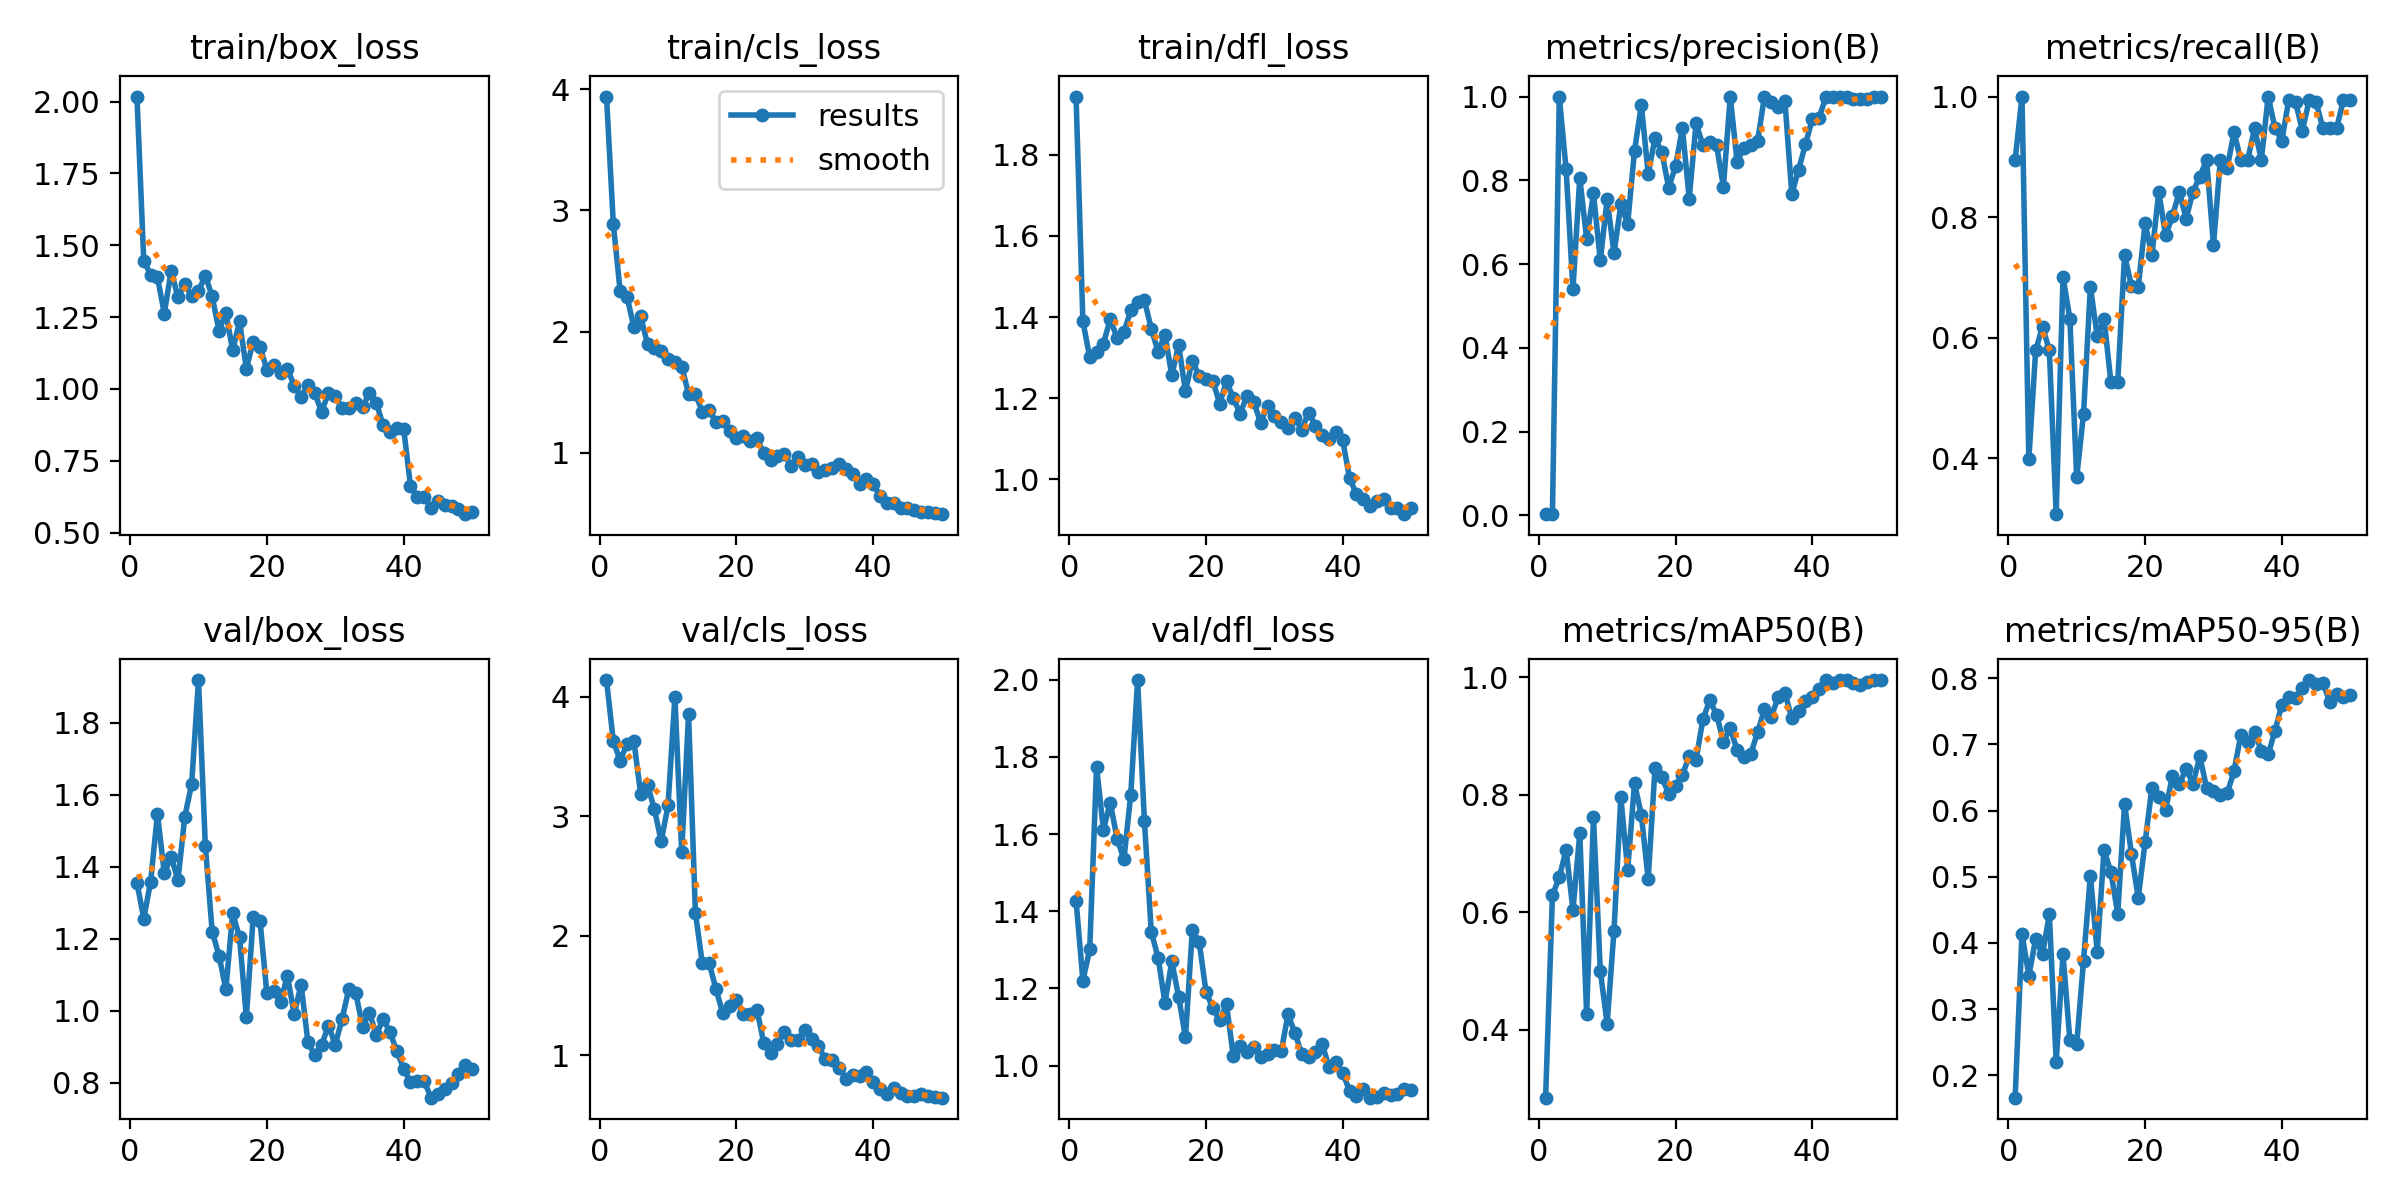 train/box_loss
2.00
1.75
1.50
1.25
1.00
0.75
0.50
0 20 40
train/cls_loss
results
smooth
4
3
2
1
0 20 40
train/dfl_loss
1.8
1.6
1.4
1.2
1.0
0 20 40
metrics/precision(B)
1.0
0.8
0.6
0.4
0.2
0.0
0 20 40
metrics/recall(B)
1.0
0.8
0.6
0.4
0 20 40
val/box_loss
1.8
1.6
1.4
1.2
1.0
0.8
0 20 40
val/cls_loss
4
3
2
1
0 20 40
val/dfl_loss
2.0
1.8
1.6
1.4
1.2
1.0
0 20 40
metrics/mAP50(B)
1.0
0.8
0.6
0.4
0 20 40
metrics/mAP50-95(B)
0.8
0.7
0.6
0.5
0.4
0.3
0.2
0 20 40